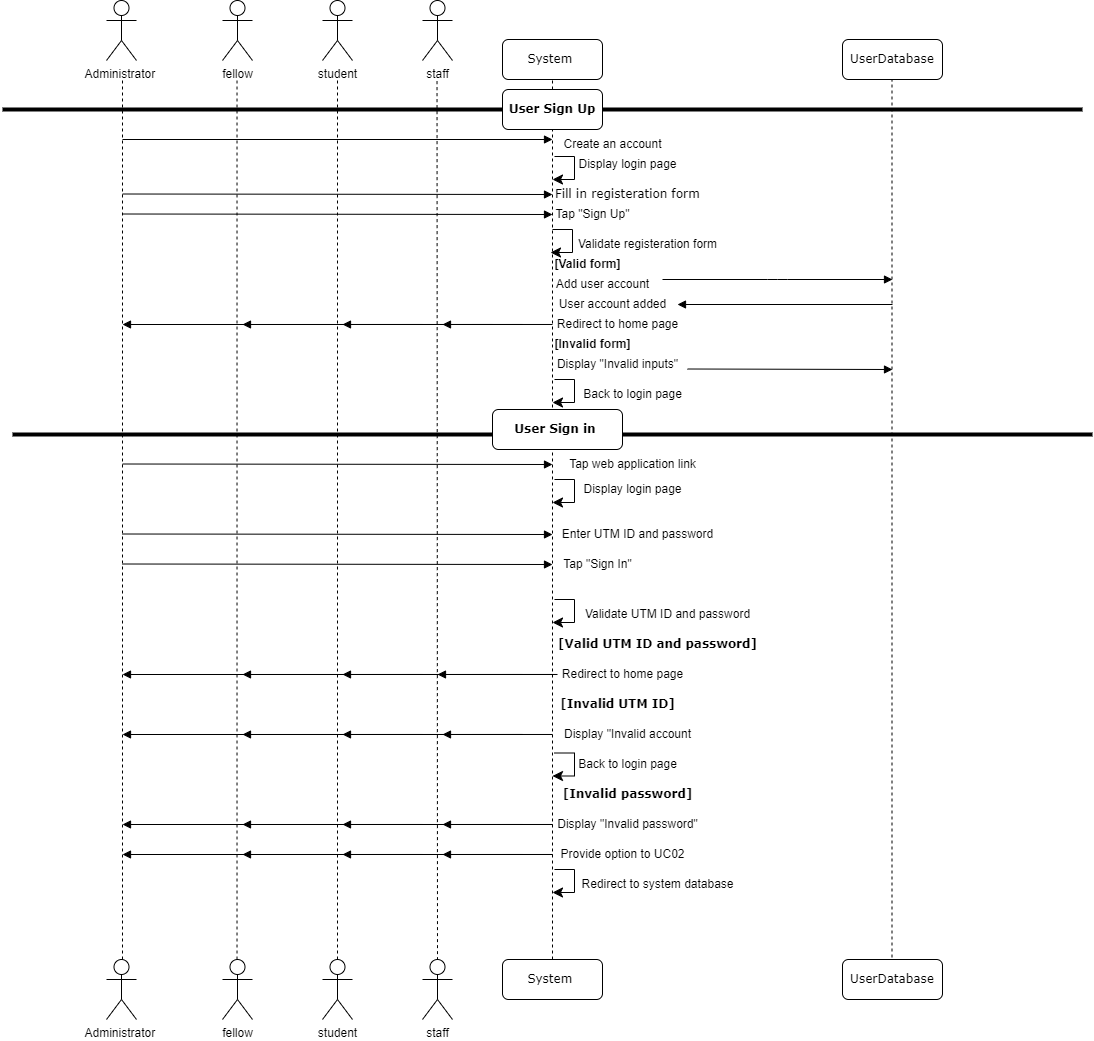 Administrator
fellow
student
staff
System
UserDatabase
User Sign Up
Create an account
Display login page
Fill in registeration form
Tap "Sign Up"
Validate registeration form
[Valid form]
Add user account
User account added
Redirect to home page
[Invalid form]
Display "Invalid inputs"
Back to login page
User Sign in
Tap web application link
Display login page
Enter UTM ID and password
Tap "Sign In"
Validate UTM ID and password
[Valid UTM ID and password]
Redirect to home page
[Invalid UTM ID]
Display "Invalid account
Back to login page
[Invalid password]
Display "Invalid password"
Provide option to UC02
Redirect to system database
System
UserDatabase
Administrator
fellow
student
staff